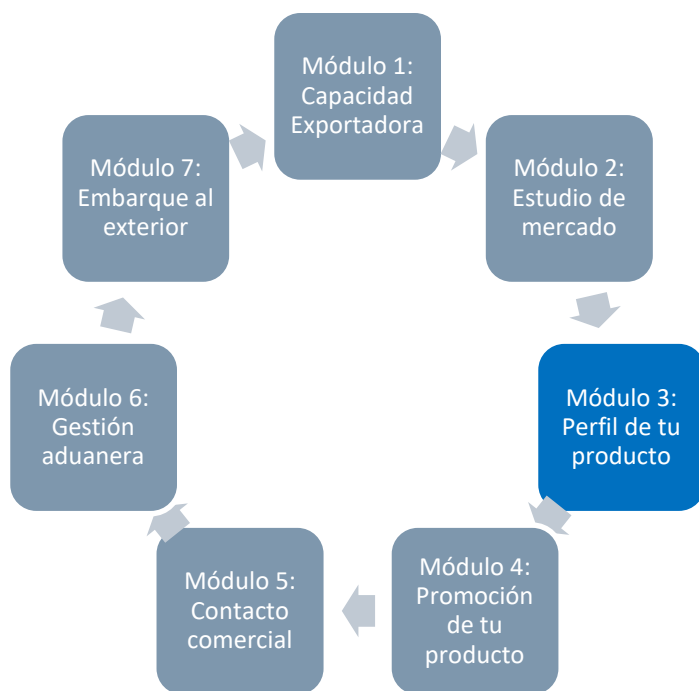 Módulo 1:
Capacidad
Exportadora
Módulo 2:
Estudio de
mercado
Módulo 3:
Perfil de tu
producto
Módulo 4:
Promoción
de tu
producto
Módulo 5:
Contacto
comercial
Módulo 6:
Gestión
aduanera
Módulo 7:
Embarque al
exterior